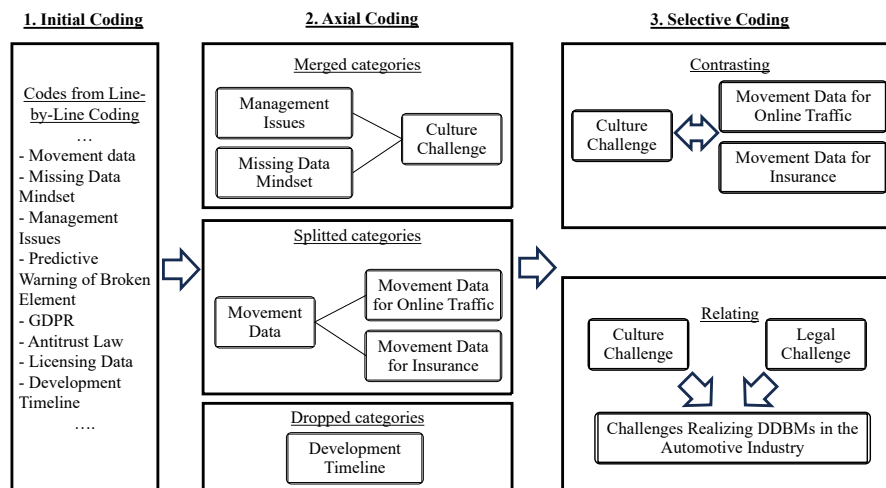 1. Initial Coding
Codes from Line-
by-Line Coding
…
- Movement data
- Missing Data
Mindset
- Management
Issues
- Predictive
Warning of Broken
Element
- GDPR
- Antitrust Law
- Licensing Data
- Development
Timeline
….
2. Axial Coding
Merged categories
Management
Issues
Missing Data
Mindset
Culture
Challenge
Splitted categories
Movement
Data
Movement Data
for Online Traffic
Movement Data
for Insurance
Dropped categories
Development
Timeline
3. Selective Coding
Contrasting
Culture
Challenge
Movement Data for
Online Traffic
Movement Data for
Insurance
Relating
Culture
Challenge
Legal
Challenge
Challenges Realizing DDBMs in the
Automotive Industry